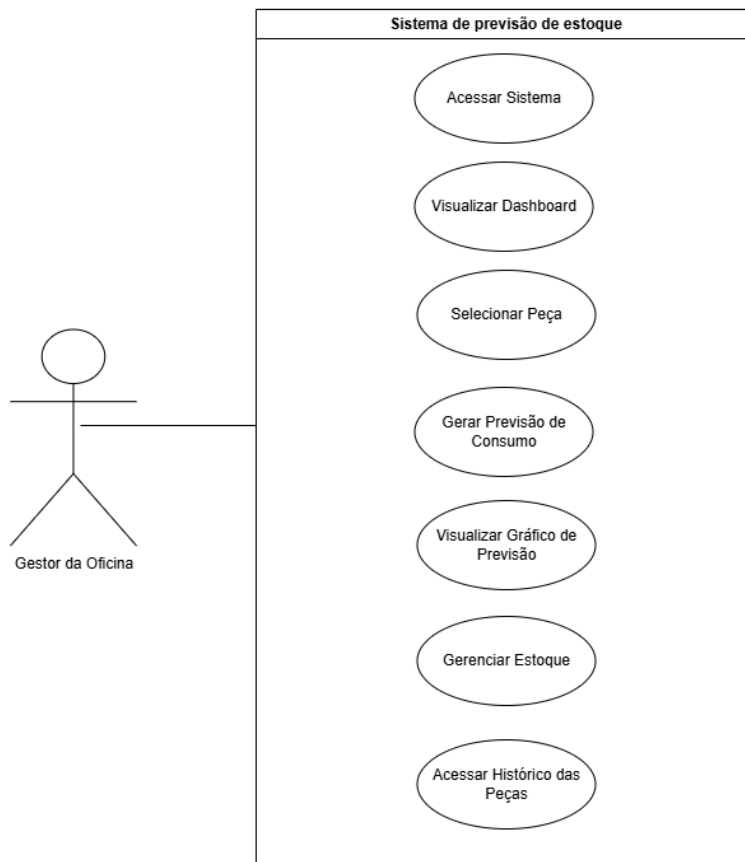 Sistema de previsão de estoque
Acessar Sistema
Visualizar Dashboard
Selecionar Peça
Gerar Previsão de
Consumo
Visualizar Gráfico de
Previsão
Gestor da Oficina
Gerenciar Estoque
Acessar Histórico das
Peças